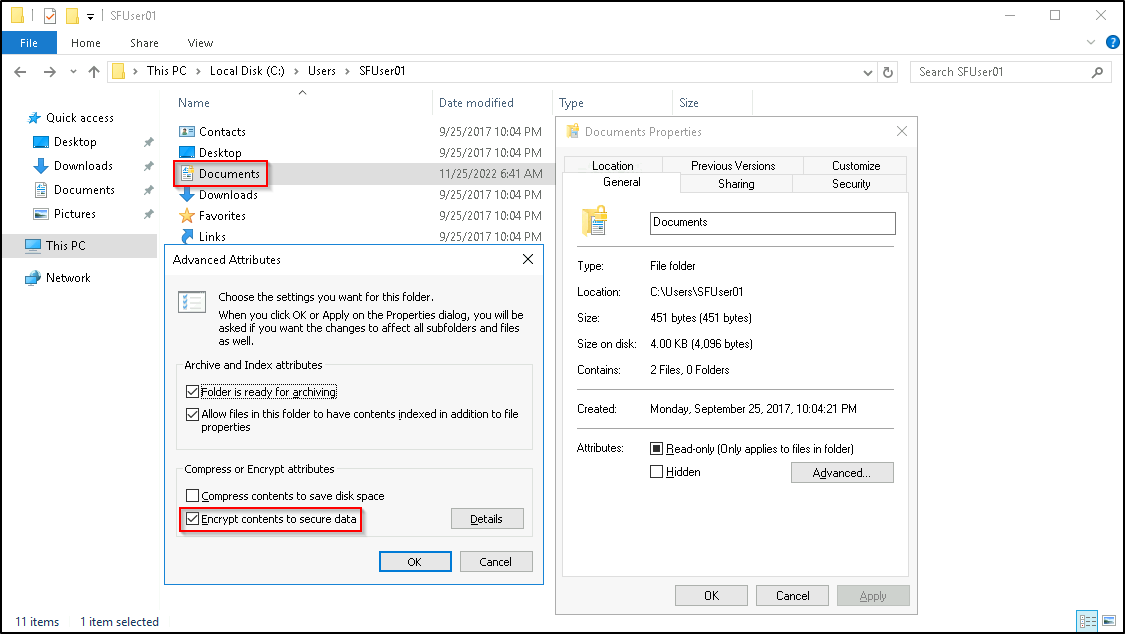 SFUser01
File Home Share View
This PC Local Disk (C:) Users SFUser01
Search SFUser01
Quick access
Desktop
Downloads
Documents
Pictures
This PC
Network
Name Date modified Type Size
Contacts 9/25/2017 10:04 PM
Desktop 9/25/2017 10:04 PM
Documents 11/25/2022 6:41 AM
Downloads 9/25/2017 10:04 PM
Favorites 9/25/2017 10:04 PM
Links 9/25/2017 10:04 PM
Advanced Attributes
Choose the settings you want for this folder.
When you click OK or Apply on the Properties dialog, you will be
asked if you want the changes to affect all subfolders and files
as well.
Archive and Index attributes
Folder is ready for archiving
Allow files in this folder to have contents indexed in addition to file
properties
Compress or Encrypt attributes
Compress contents to save disk space
Encrypt contents to secure data
Details
OK Cancel
Documents Properties
Location Previous Versions Customize
General Sharing Security
Documents
Type: File folder
Location: C:\Users\SFUser01
Size: 451 bytes (451 bytes)
Size on disk: 4.00 KB (4,096 bytes)
Contains: 2 Files, 0 Folders
Created: Monday, September 25, 2017, 10:04:21 PM
Attributes: Read-only (Only applies to files in folder)
Hidden
Advanced...
OK Cancel Apply
11 items 1 item selected